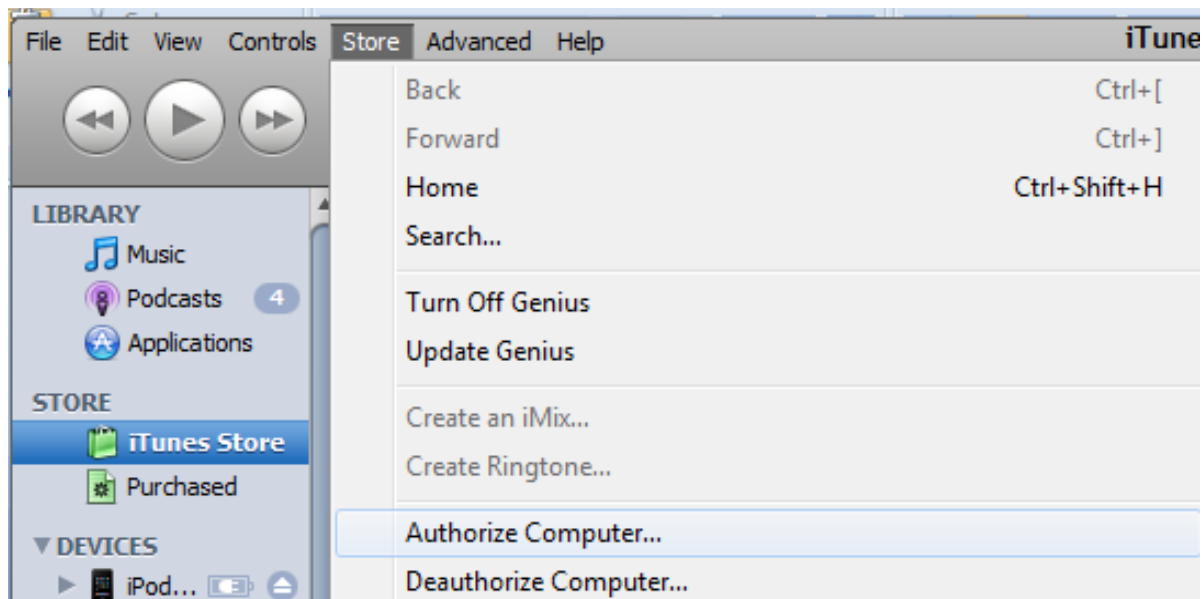 File Edit View Controls Store Advanced Help iTune
Back Ctrl+[
Forward Ctrl+]
Home Ctrl+Shift+H
Search...
Turn Off Genius
Update Genius
Create an iMix...
Create Ringtone...
Authorize Computer...
Deauthorize Computer...
LIBRARY
Music
Podcasts 4
Applications
STORE
iTunes Store
Purchased
DEVICES
iPod...